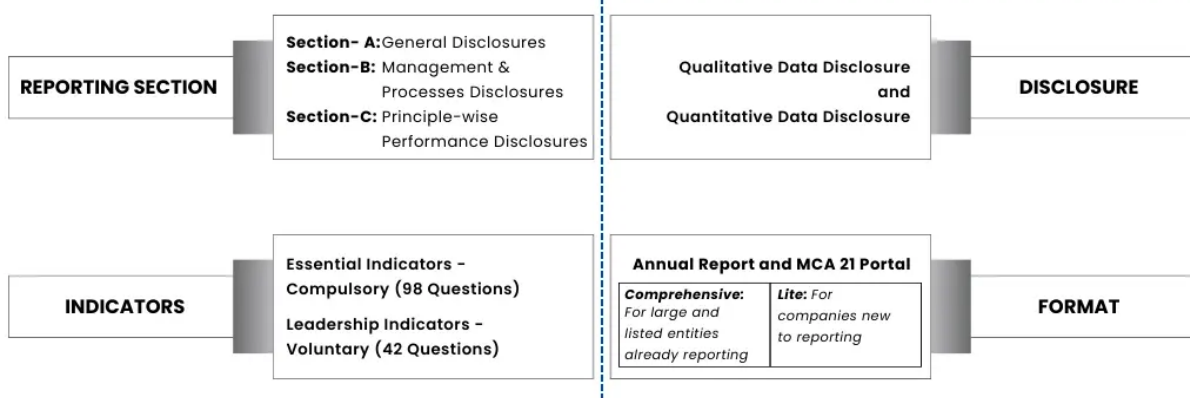 REPORTING SECTION
Section- A:General Disclosures
Section-B: Management &
Processes Disclosures
Section-C: Principle-wise
Performance Disclosures
Qualitative Data Disclosure
and
Quantitative Data Disclosure
DISCLOSURE
INDICATORS
Essential Indicators -
Compulsory (98 Questions)
Leadership Indicators -
Voluntary (42 Questions)
Annual Report and MCA 21 Portal
Comprehensive:
For large and
listed entities
already reporting
Lite: For
companies new
to reporting
FORMAT